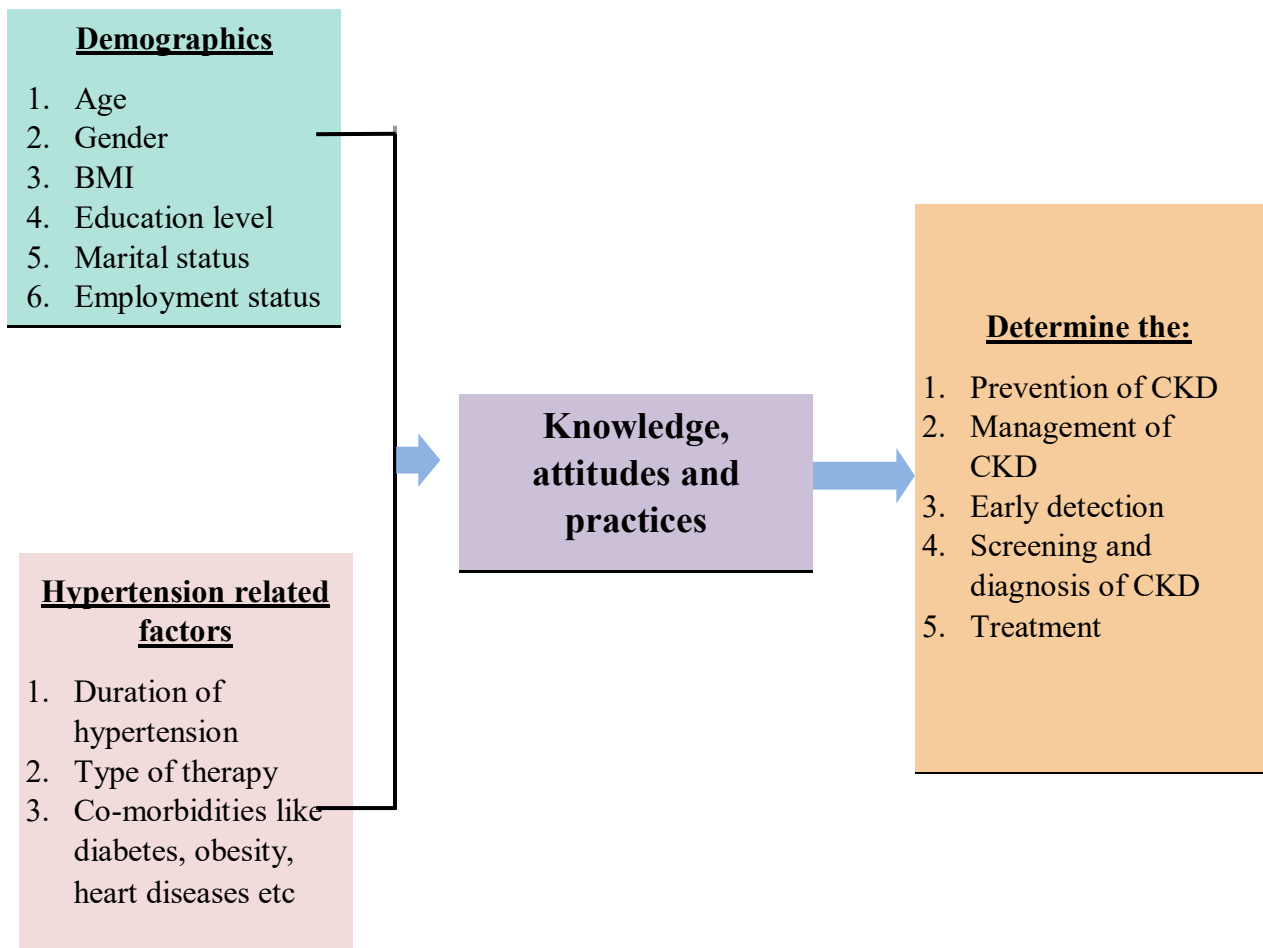 Demographics
1. Age
2. Gender
3. BMI
4. Education level
5. Marital status
6. Employment status
Hypertension related
factors
1. Duration of
hypertension
2. Type of therapy
3. Co-morbidities like
diabetes, obesity,
heart diseases etc
Knowledge,
attitudes and
practices
Determine the:
1. Prevention of CKD
2. Management of
CKD
3. Early detection
4. Screening and
diagnosis of CKD
5. Treatment